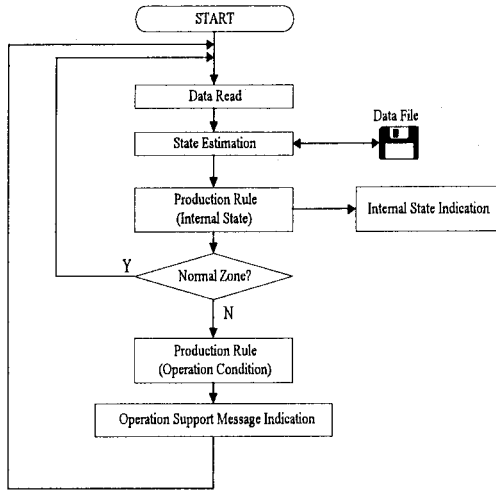 START
Data Read
Data File
State Estimation
Production Rule
(Internal State)
Internal State Indication
Y
Normal Zone?
N
Production Rule
(Operation Condition)
Operation Support Message Indication